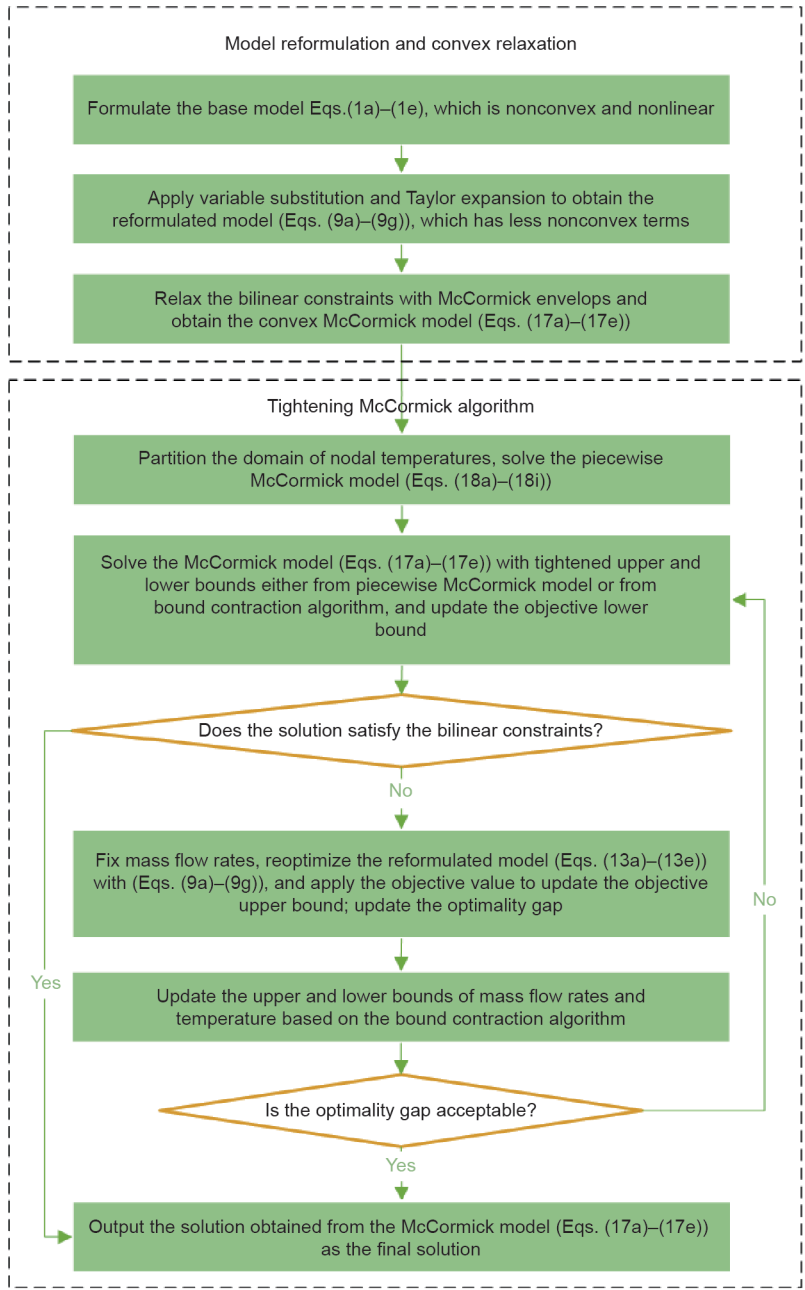 Model reformulation and convex relaxation
Formulate the base model Eqs.(1a)–(1e), which is nonconvex and nonlinear
Apply variable substitution and Taylor expansion to obtain the
reformulated model (Eqs. (9a)–(9g)), which has less nonconvex terms
Relax the bilinear constraints with McCormick envelops and
obtain the convex McCormick model (Eqs. (17a)–(17e))
Tightening McCormick algorithm
Partition the domain of nodal temperatures, solve the piecewise
McCormick model (Eqs. (18a)–(18i))
Solve the McCormick model (Eqs. (17a)–(17e)) with tightened upper and
lower bounds either from piecewise McCormick model or from
bound contraction algorithm, and update the objective lower
bound
Does the solution satisfy the bilinear constraints?
No
Fix mass flow rates, reoptimize the reformulated model (Eqs. (13a)–(13e))
with (Eqs. (9a)–(9g)), and apply the objective value to update the objective
upper bound; update the optimality gap
No
Yes
Update the upper and lower bounds of mass flow rates and
temperature based on the bound contraction algorithm
Is the optimality gap acceptable?
Yes
Output the solution obtained from the McCormick model (Eqs. (17a)–(17e))
as the final solution